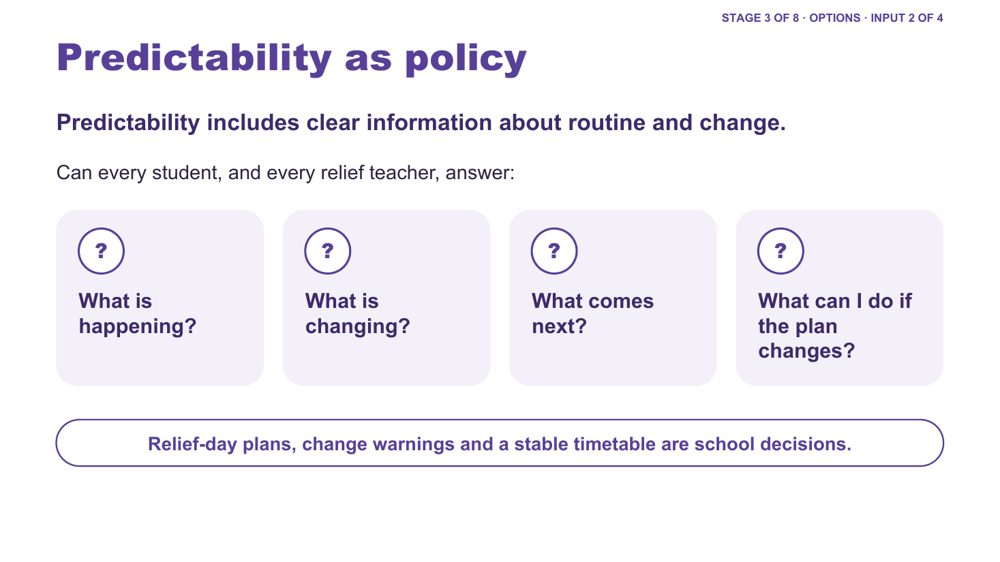 STAGE 3 OF 8 · OPTIONS · INPUT 2 OF 4
Predictability as policy
Predictability includes clear information about routine and change.
Can every student, and every relief teacher, answer:
?
What is
happening?
?
What is
changing?
?
What comes
next?
?
What can I do if
the plan
changes?
Relief-day plans, change warnings and a stable timetable are school decisions.